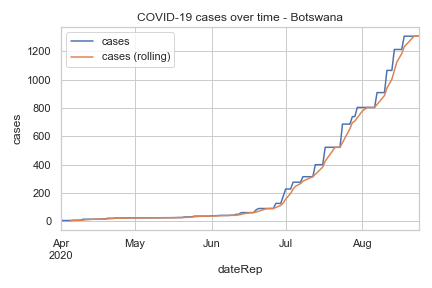 COVID-19 cases over time - Botswana
cases
cases (rolling)
1200
1000
800
600
400
200
0
cases
Apr
2020
May
Jun
Jul
Aug
dateRep